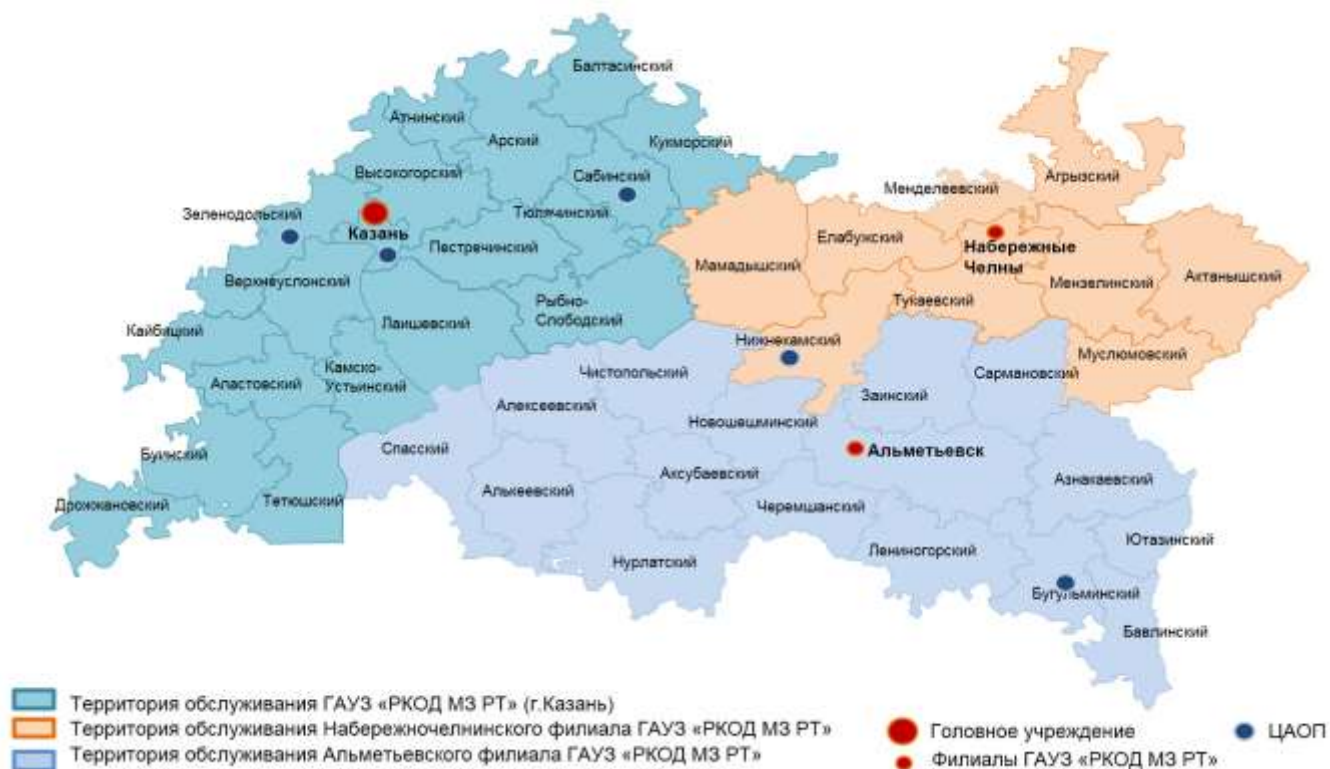 Балтасинский
Атнинский
Арский
Кукморский
Высокогорский
Сабинский
Менделеевский
Агрызский
Зеленодольский
Тюлячинский
Казань
Пестречинский
Елабужский
Набережные
Челны
Мамадышский
Верхнеуслонский
Мензелинский
Актанышский
Тукаевский
Рыбно-
Слободский
Лаишевский
Кайбицкий
Нижнекамский
Муслюмовский
Камско-
Устьинский
Чистопольский
Сармановский
Апастовский
Заинский
Алексеевский
Новошешминский
Спасский
Альметьевск
Буинский
Аксубаевский
Азнакаевский
Алькеевский
Дрожжановский
Тетюшский
Черемшанский
Ютазинский
Лениногорский
Нурлатский
Бугульминский
Бавлинский
Территория обслуживания ГАУЗ «РКОД МЗ РТ» (г.Казань)
Территория обслуживания Набережночелнинского филиала ГАУЗ «РКОД МЗ РТ»
Территория обслуживания Альметьевского филиала ГАУЗ «РКОД МЗ РТ»
Головное учреждение
ЦАОП
Филиалы ГАУЗ «РКОД МЗ РТ»